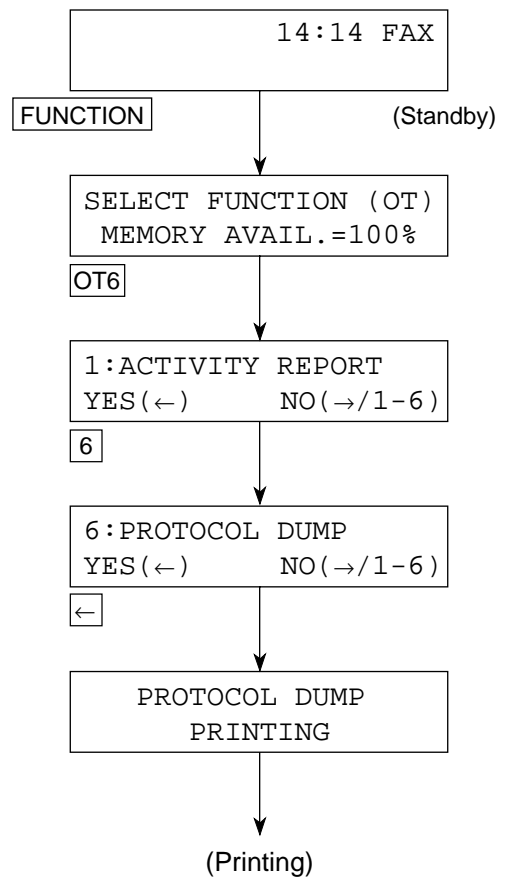 14:14 FAX
FUNCTION (Standby)
SELECT FUNCTION (OT)
MEMORY AVAIL.=100%
OT6
1:ACTIVITY REPORT
YES(←) NO(→/1-6)
6
6:PROTOCOL DUMP
YES(←) NO(→/1-6)
←
PROTOCOL DUMP
PRINTING
(Printing)